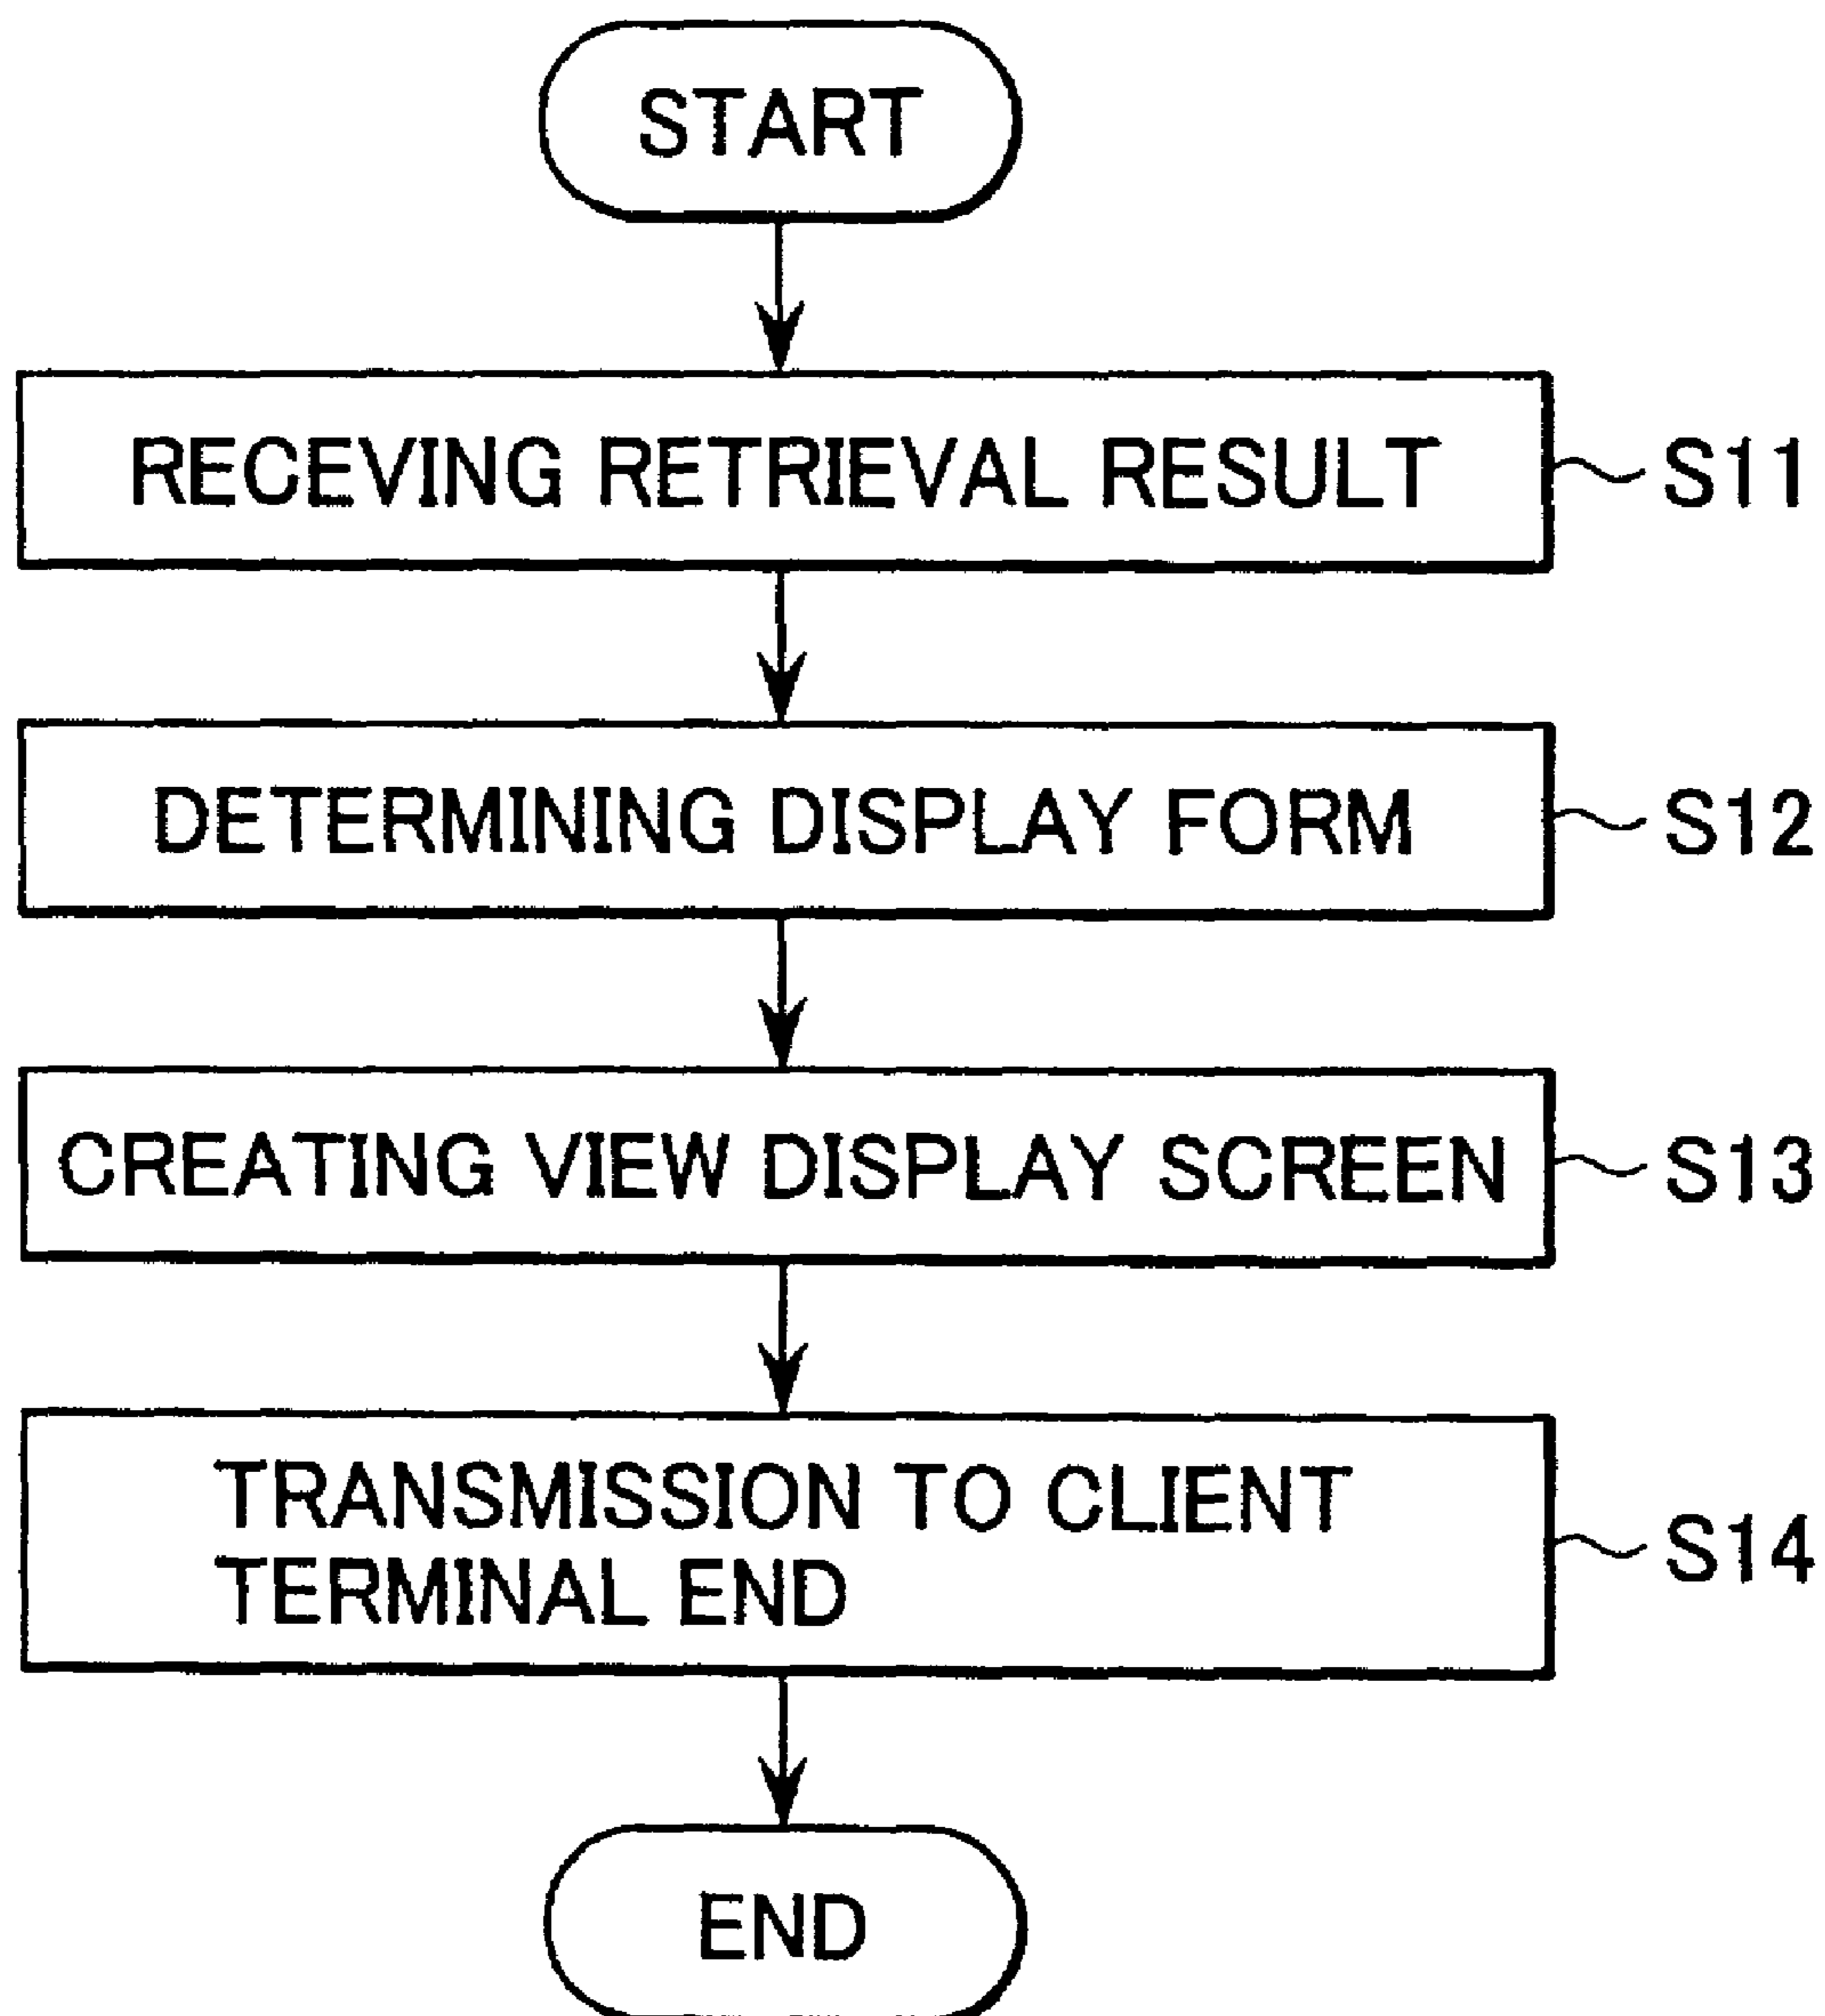 START
RECEVING RETRIEVAL RESULT
S11
DETERMINING DISPLAY FORM
S12
CREATING VIEW DISPLAY SCREEN
S13
TRANSMISSION TO CLIENT
TERMINAL END
S14
END